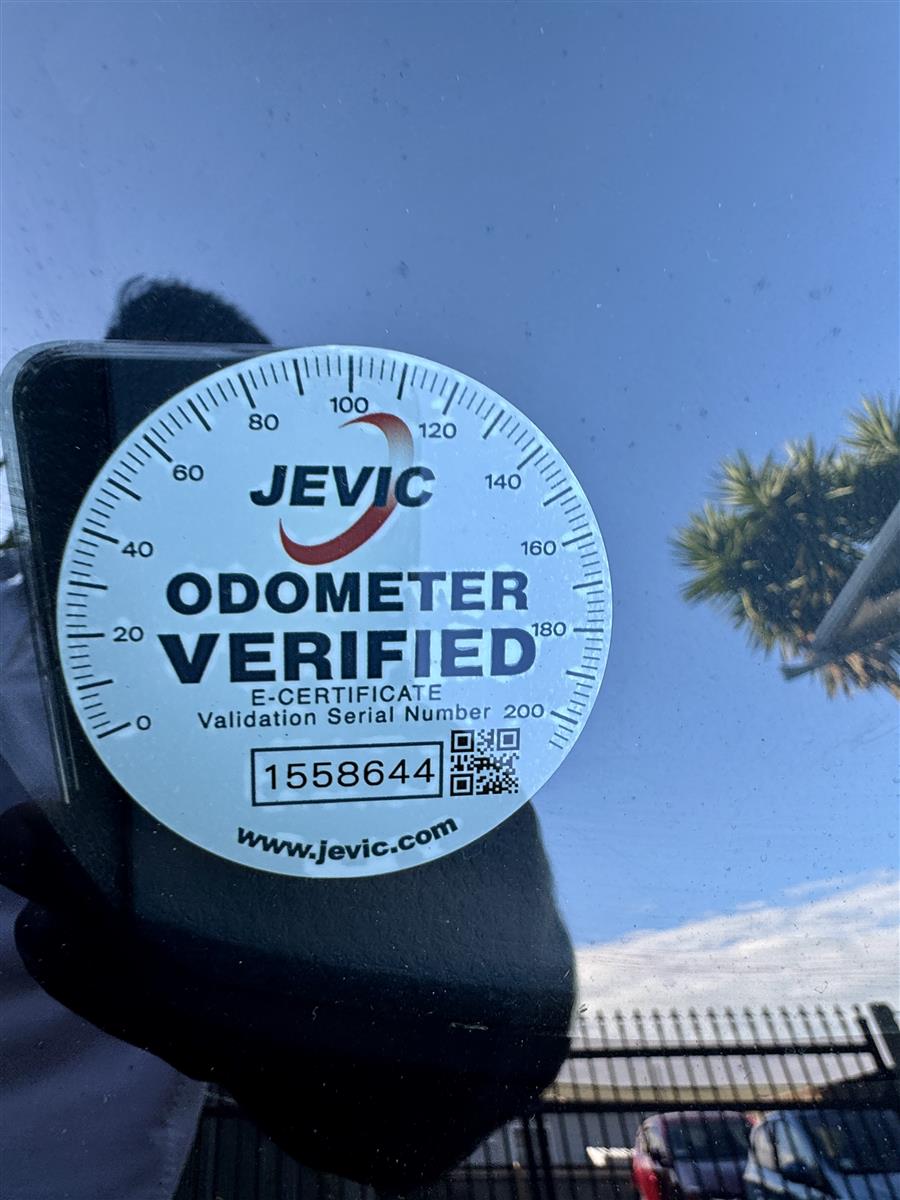 0 20 40 60 80 100 120 140 160 180 200
JEVIC
ODOMETER
VERIFIED
E-CERTIFICATE
Validation Serial Number
1558644
www.jevic.com